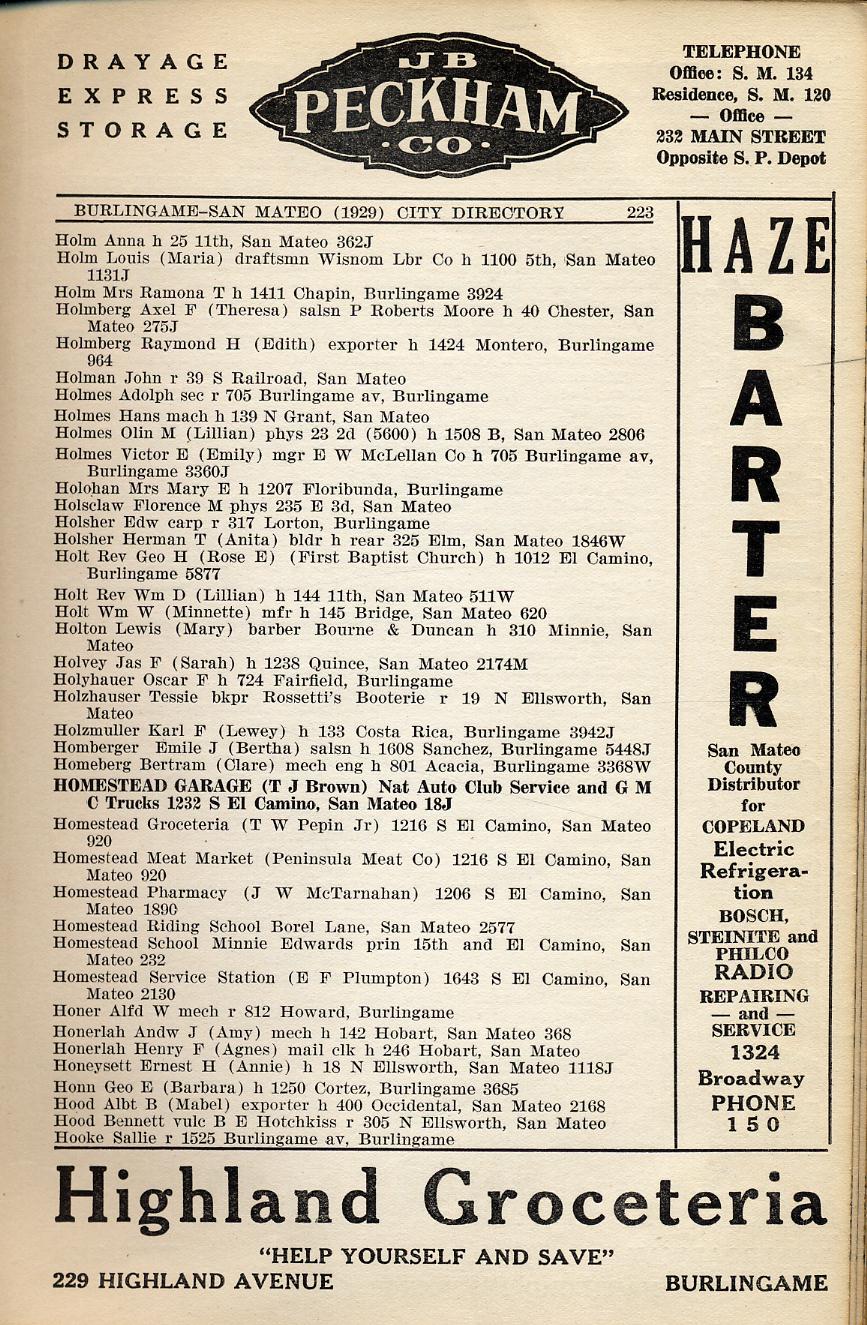 DRAYAGE
EXPRESS
STORAGE
JB
PECKHAM
·CO·
TELEPHONE
Office: S. M. 134
Residence, S. M. 120
— Office —
232 MAIN STREET
Opposite S. P. Depot
BURLINGAME–SAN MATEO (1929) CITY DIRECTORY 223
Holm Anna h 25 11th, San Mateo 362J
Holm Louis (Maria) draftsmn Wisnom Lbr Co h 1100 5th, San Mateo
1131J
Holm Mrs Ramona T h 1411 Chapin, Burlingame 3924
Holmberg Axel F (Theresa) salsn P Roberts Moore h 40 Chester, San
Mateo 275J
Holmberg Raymond H (Edith) exporter h 1424 Montero, Burlingame
964
Holman John r 39 S Railroad, San Mateo
Holmes Adolph sec r 705 Burlingame av, Burlingame
Holmes Hans mach h 139 N Grant, San Mateo
Holmes Olin M (Lillian) phys 23 2d (5600) h 1508 B, San Mateo 2806
Holmes Victor E (Emily) mgr E W McLellan Co h 705 Burlingame av,
Burlingame 3360J
Holohan Mrs Mary E h 1207 Floribunda, Burlingame
Holsclaw Florence M phys 235 E 3d, San Mateo
Holsher Edw carp r 317 Lorton, Burlingame
Holsher Herman T (Anita) bldr h rear 325 Elm, San Mateo 1846W
Holt Rev Geo H (Rose E) (First Baptist Church) h 1012 El Camino,
Burlingame 5877
Holt Rev Wm D (Lillian) h 144 11th, San Mateo 511W
Holt Wm W (Minnette) mfr h 145 Bridge, San Mateo 620
Holton Lewis (Mary) barber Bourne & Duncan h 310 Minnie, San
Mateo
Holvey Jas F (Sarah) h 1238 Quince, San Mateo 2174M
Holyhauer Oscar F h 724 Fairfield, Burlingame
Holzhauser Tessie bkpr Rossetti's Booterie r 19 N Ellsworth, San
Mateo
Holzmuller Karl F (Lewey) h 133 Costa Rica, Burlingame 3942J
Homberger Emile J (Bertha) salsn h 1608 Sanchez, Burlingame 5448J
Homeberg Bertram (Clare) mech eng h 801 Acacia, Burlingame 3368W
HOMESTEAD GARAGE (T J Brown) Nat Auto Club Service and G M
C Trucks 1232 S El Camino, San Mateo 18J
Homestead Groceteria (T W Pepin Jr) 1216 S El Camino, San Mateo
920
Homestead Meat Market (Peninsula Meat Co) 1216 S El Camino, San
Mateo 920
Homestead Pharmacy (J W McTarnahan) 1206 S El Camino, San
Mateo 1890
Homestead Riding School Borel Lane, San Mateo 2577
Homestead School Minnie Edwards prin 15th and El Camino, San
Mateo 232
Homestead Service Station (E F Plumpton) 1643 S El Camino, San
Mateo 2130
Honer Alfd W mech r 812 Howard, Burlingame
Honerlah Andw J (Amy) mech h 142 Hobart, San Mateo 368
Honerlah Henry F (Agnes) mail clk h 246 Hobart, San Mateo
Honeysett Ernest H (Annie) h 18 N Ellsworth, San Mateo 1118J
Honn Geo E (Barbara) h 1250 Cortez, Burlingame 3685
Hood Albt B (Mabel) exporter h 400 Occidental, San Mateo 2168
Hood Bennett vulc B E Hotchkiss r 305 N Ellsworth, San Mateo
Hooke Sallie r 1525 Burlingame av, Burlingame
HAZE
B
A
R
T
E
R
San Mateo
County
Distributor
for
COPELAND
Electric
Refrigera-
tion
BOSCH,
STEINITE and
PHILCO
RADIO
REPAIRING
— and —
SERVICE
1324
Broadway
PHONE
150
Highland Groceteria
"HELP YOURSELF AND SAVE"
229 HIGHLAND AVENUE BURLINGAME